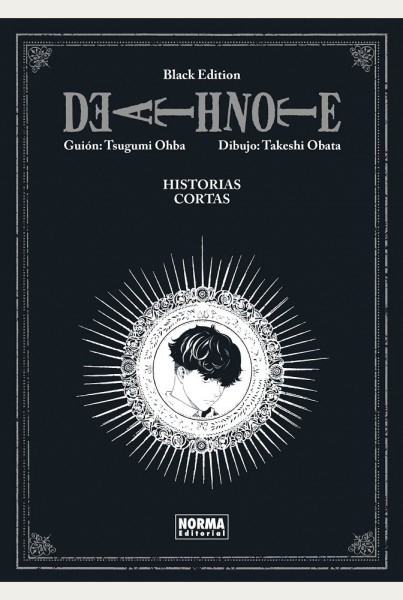 Black Edition
DEATH NOTE
Guión: Tsugumi Ohba Dibujo: Takeshi Obata
HISTORIAS
CORTAS
NORMA
Editorial